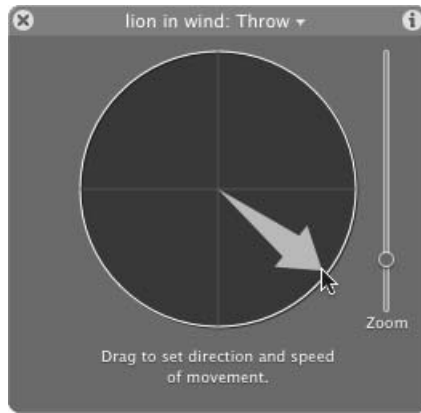 lion in wind: Throw
Zoom
Drag to set direction and speed
of movement.